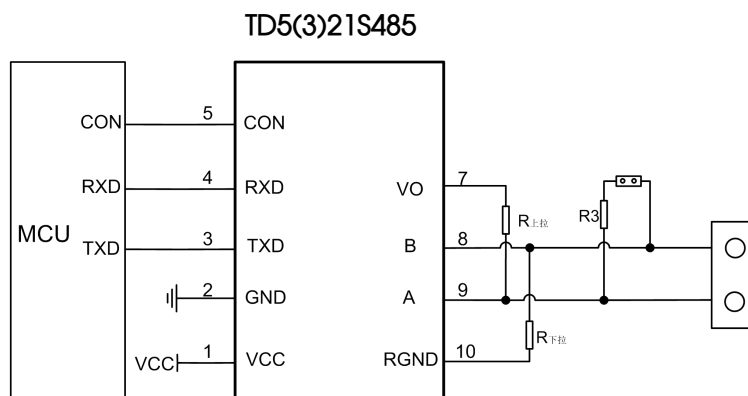 TD5(3)21S485
MCU
CON
RXD
TXD
VCC
5
4
3
2
1
CON
RXD
TXD
GND
VCC
VO
B
A
RGND
7
8
9
10
R上拉
R下拉
R3